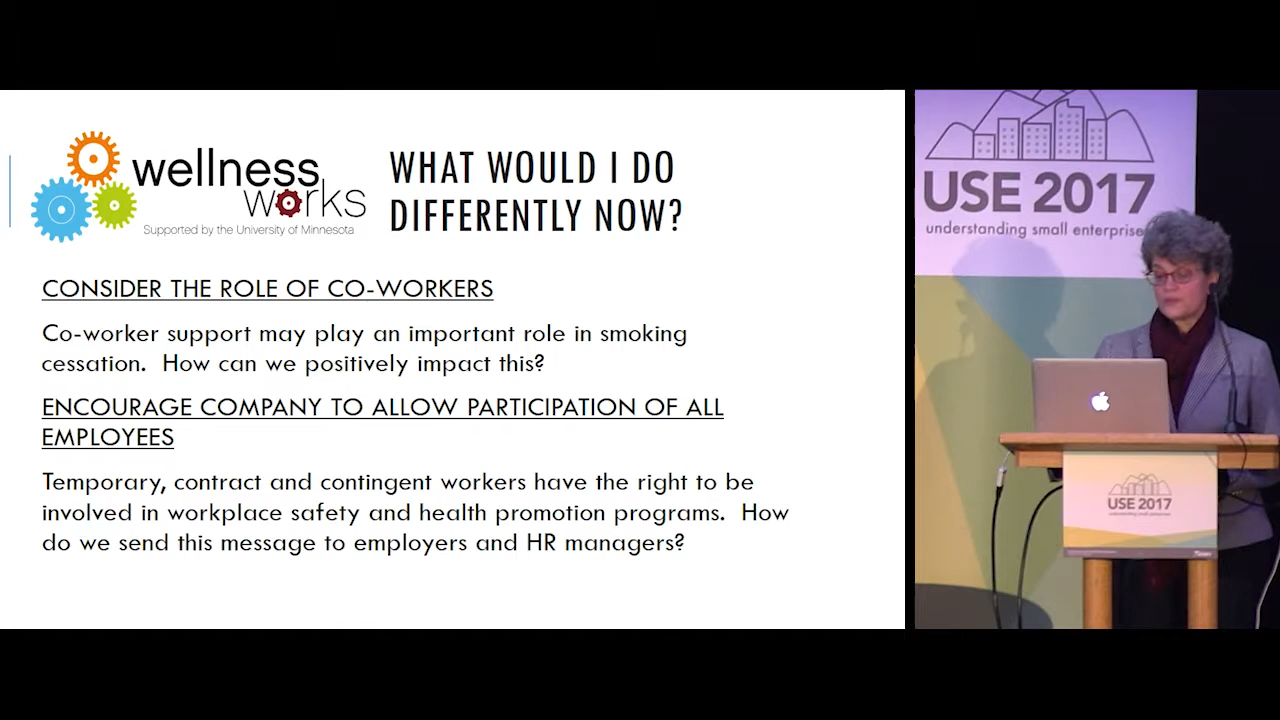 wellness
works
Supported by the University of Minnesota
WHAT WOULD I DO
DIFFERENTLY NOW?
CONSIDER THE ROLE OF CO-WORKERS
Co-worker support may play an important role in smoking
cessation. How can we positively impact this?
ENCOURAGE COMPANY TO ALLOW PARTICIPATION OF ALL
EMPLOYEES
Temporary, contract and contingent workers have the right to be
involved in workplace safety and health promotion programs. How
do we send this message to employers and HR managers?
USE 2017
understanding small enterprise
USE 2017
understanding small enterprises